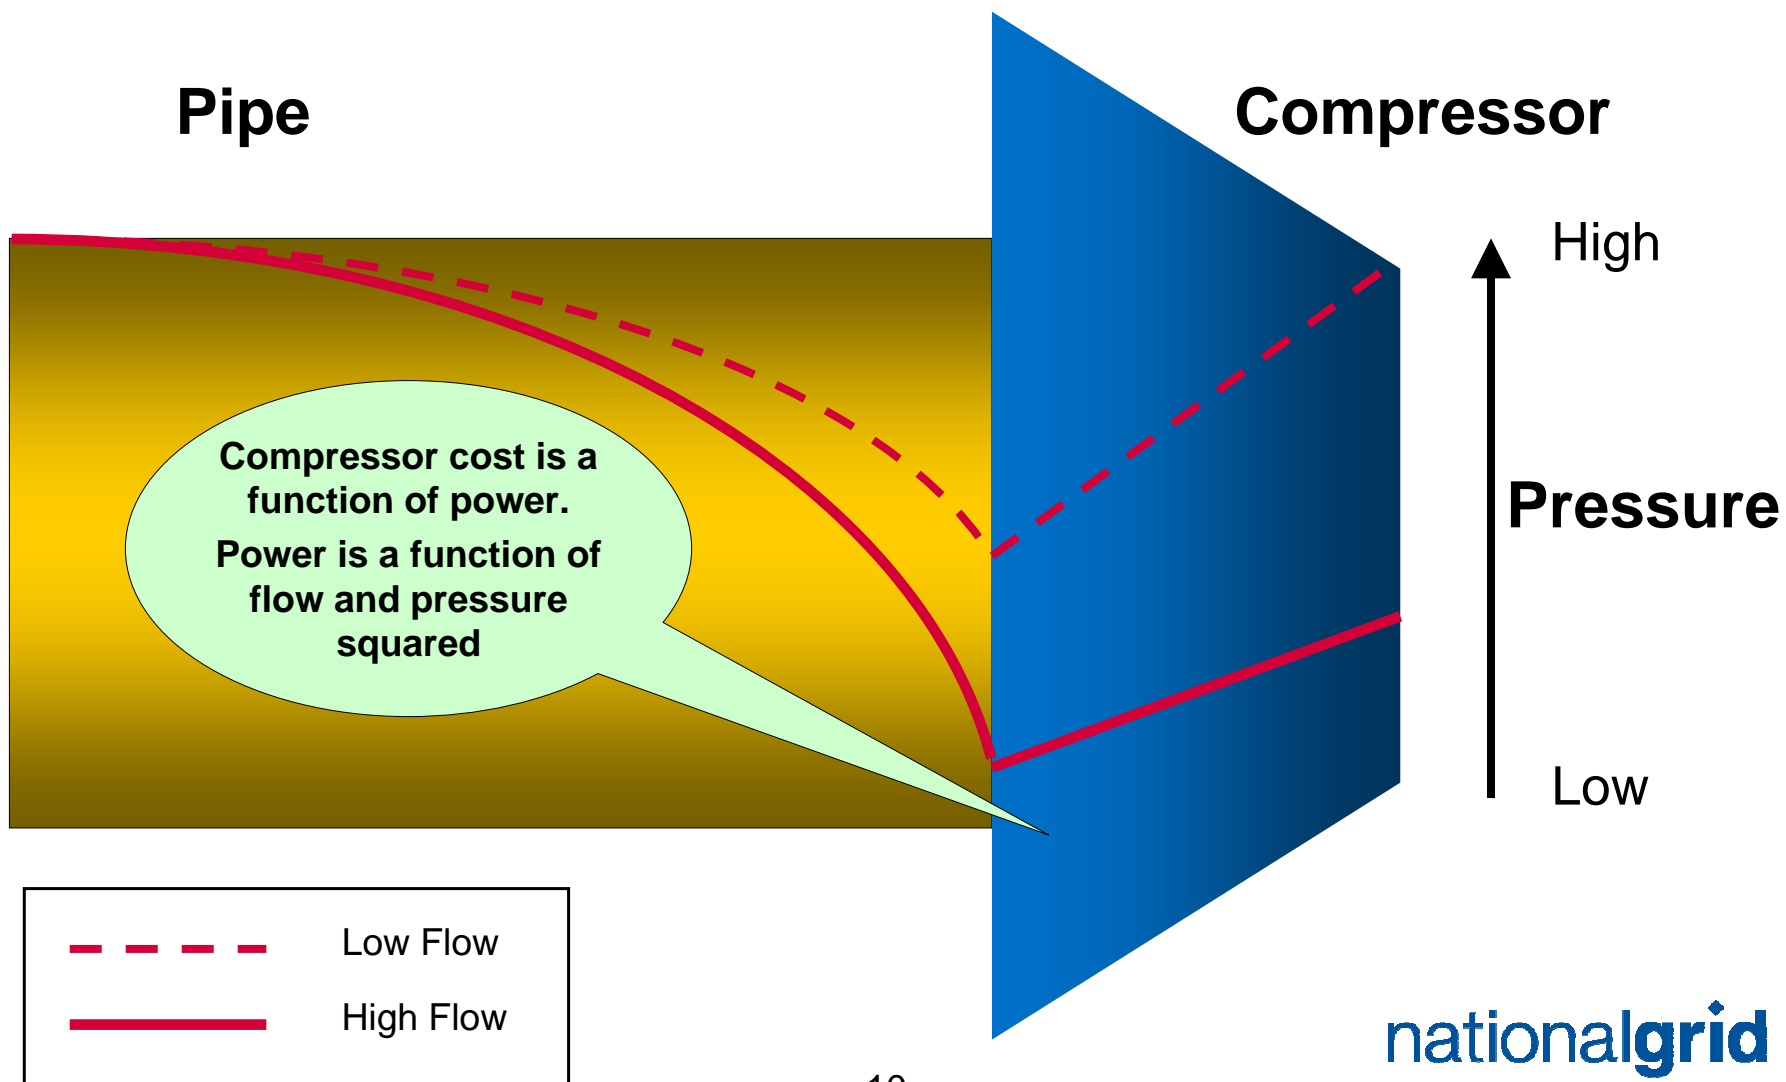 Pipe
Compressor
High
Compressor cost is a
function of power.
Power is a function of
flow and pressure
squared
Pressure
Low
Low Flow
High Flow
nationalgrid